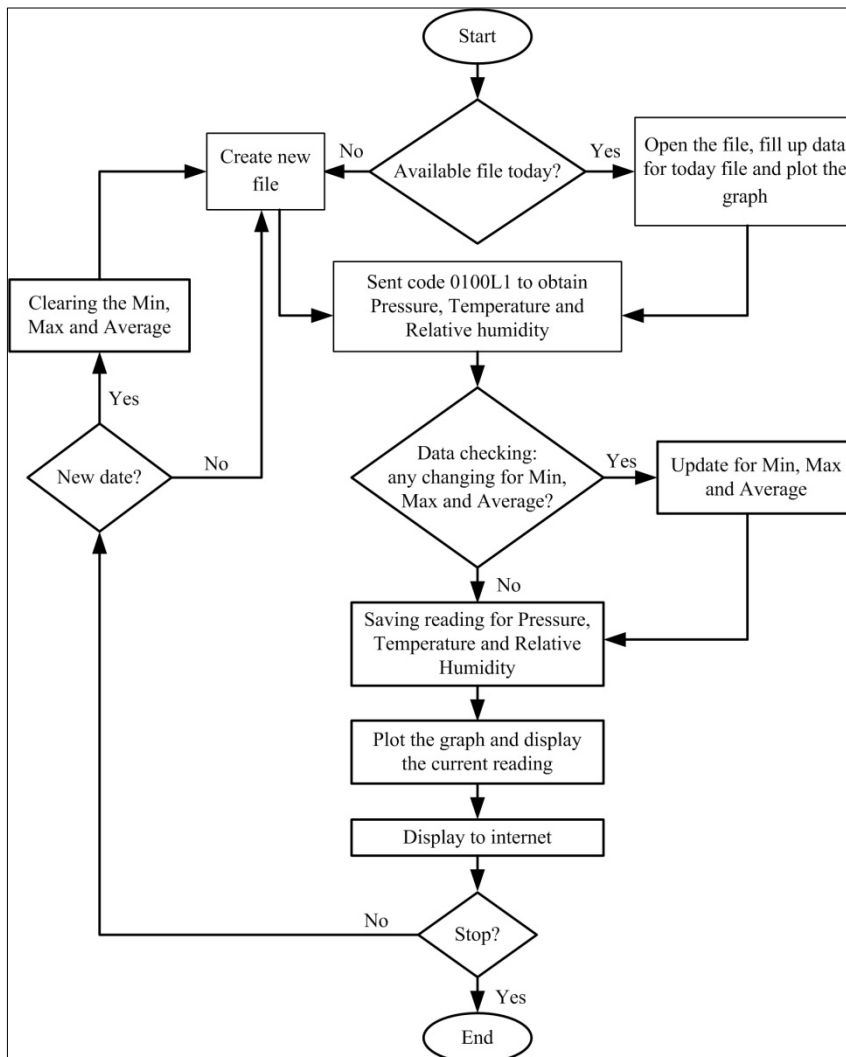 Start
Available file today?
No
Yes
Create new
file
Open the file, fill up data
for today file and plot the
graph
Sent code 0100L1 to obtain
Pressure, Temperature and
Relative humidity
Clearing the Min,
Max and Average
Yes
New date?
No
Data checking:
any changing for Min,
Max and Average?
Yes
Update for Min, Max
and Average
No
Saving reading for Pressure,
Temperature and Relative
Humidity
Plot the graph and display
the current reading
Display to internet
No
Stop?
Yes
End